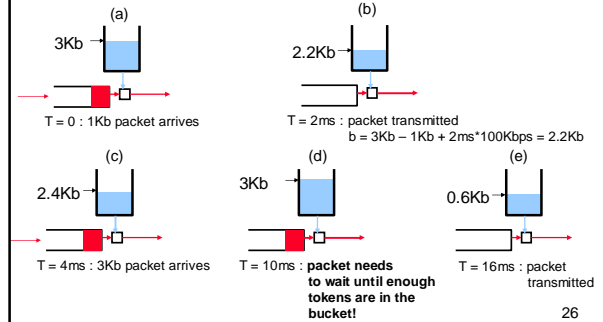 (a)
3Kb
T = 0 : 1Kb packet arrives
(b)
2.2Kb
T = 2ms : packet transmitted
b = 3Kb – 1Kb + 2ms*100Kbps = 2.2Kb
(c)
2.4Kb
T = 4ms : 3Kb packet arrives
(d)
3Kb
T = 10ms : packet needs
to wait until enough
tokens are in the
bucket!
(e)
0.6Kb
T = 16ms : packet
transmitted
26